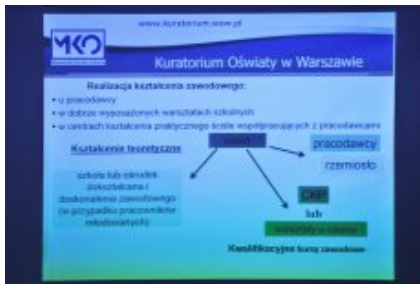 www.kuratorium.waw.pl
MKO
Kuratorium Oświaty w Warszawie
Realizacja kształcenia zawodowego:
• u pracodawcy
• w dobrze wyposażonych warsztatach szkolnych
• w centrach kształcenia praktycznego ściśle współpracujących z pracodawcami
Kształcenie teoretyczne
pracodawcy
rzemiosło
szkoła lub ośrodek
dokształcania i
doskonalenia zawodowego
(w przypadku pracowników
młodocianych)
CKP
lub
warsztaty w szkole
Kwalifikacyjne kursy zawodowe